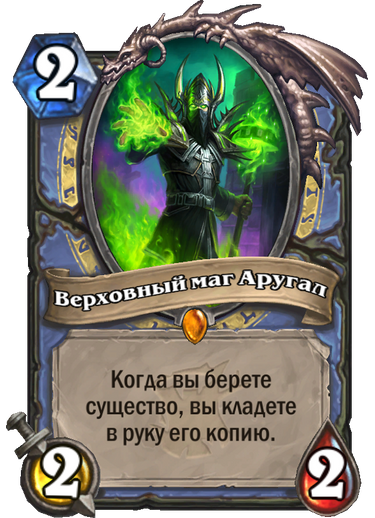 2
Верховный маг Аругал
Когда вы берете
существо, вы кладете
в руку его копию.
2
2